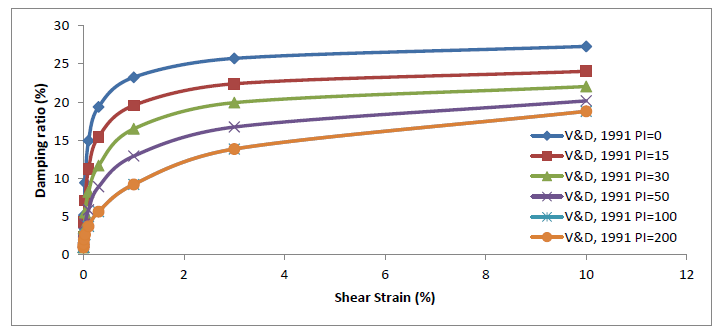 30
25
20
15
10
5
0
Damping ratio (%)
V&D, 1991 PI=0
V&D, 1991 PI=15
V&D, 1991 PI=30
V&D, 1991 PI=50
V&D, 1991 PI=100
V&D, 1991 PI=200
0 2 4 6 8 10 12
Shear Strain (%)